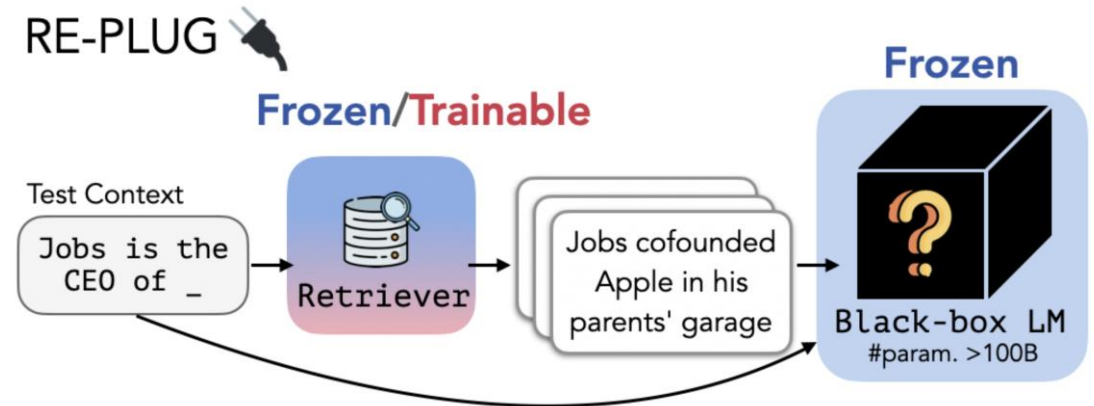 RE-PLUG
Frozen
Frozen/Trainable
Test Context
Jobs is the
CEO of _
Retriever
Jobs cofounded
Apple in his
parents' garage
?
Black-box LM
#param. >100B